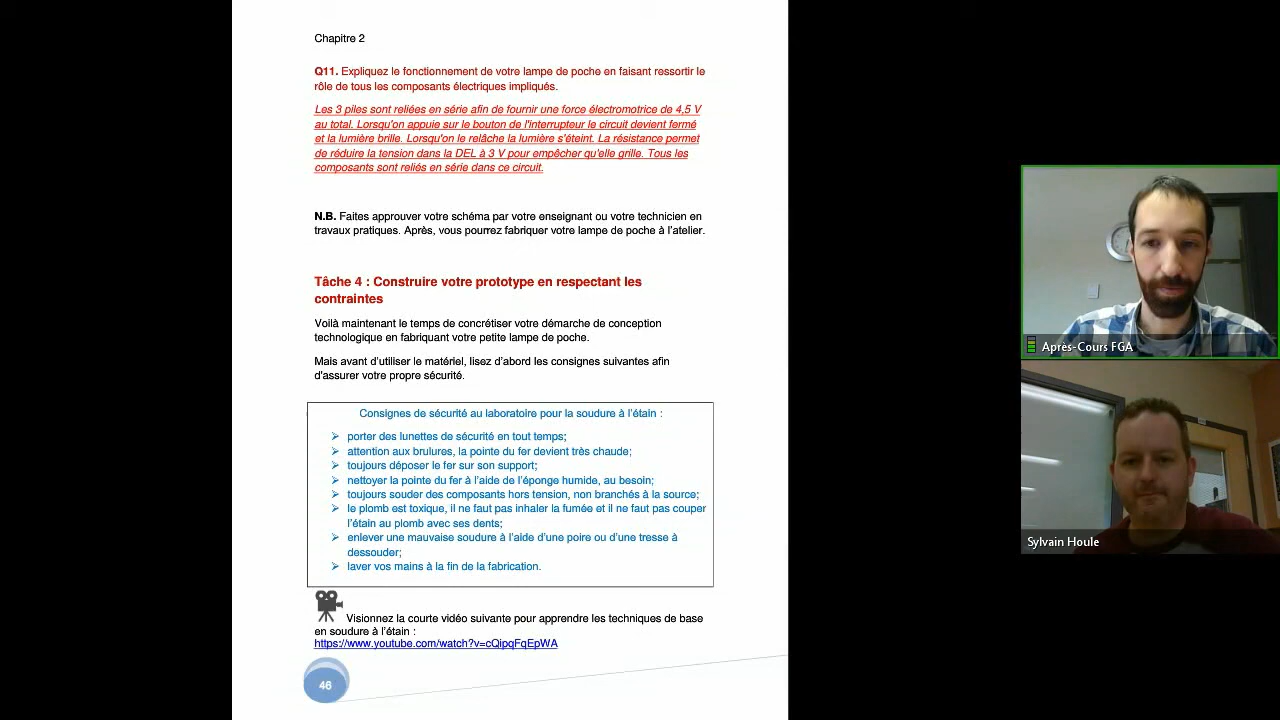 Chapitre 2
Q11. Expliquez le fonctionnement de votre lampe de poche en faisant ressortir le
rôle de tous les composants électriques impliqués.
Les 3 piles sont reliées en série afin de fournir une force électromotrice de 4,5 V
au total. Lorsqu'on appuie sur le bouton de l'interrupteur le circuit devient fermé
et la lumière brille. Lorsqu'on le relâche la lumière s'éteint. La résistance permet
de réduire la tension dans la DEL à 3 V pour empêcher qu'elle grille. Tous les
composants sont reliés en série dans ce circuit.
N.B. Faites approuver votre schéma par votre enseignant ou votre technicien en
travaux pratiques. Après, vous pourrez fabriquer votre lampe de poche à l'atelier.
Tâche 4 : Construire votre prototype en respectant les
contraintes
Voilà maintenant le temps de concrétiser votre démarche de conception
technologique en fabriquant votre petite lampe de poche.
Mais avant d'utiliser le matériel, lisez d'abord les consignes suivantes afin
d'assurer votre propre sécurité.
Consignes de sécurité au laboratoire pour la soudure à l'étain :
➢ porter des lunettes de sécurité en tout temps;
➢ attention aux brulures, la pointe du fer devient très chaude;
➢ toujours déposer le fer sur son support;
➢ nettoyer la pointe du fer à l'aide de l'éponge humide, au besoin;
➢ toujours souder des composants hors tension, non branchés à la source;
➢ le plomb est toxique, il ne faut pas inhaler la fumée et il ne faut pas couper
l'étain au plomb avec ses dents;
➢ enlever une mauvaise soudure à l'aide d'une poire ou d'une tresse à
dessouder;
➢ laver vos mains à la fin de la fabrication.
Visionnez la courte vidéo suivante pour apprendre les techniques de base
en soudure à l'étain :
https://www.youtube.com/watch?v=cQipqFqEpWA
46
Après-Cours FGA
Sylvain Houle